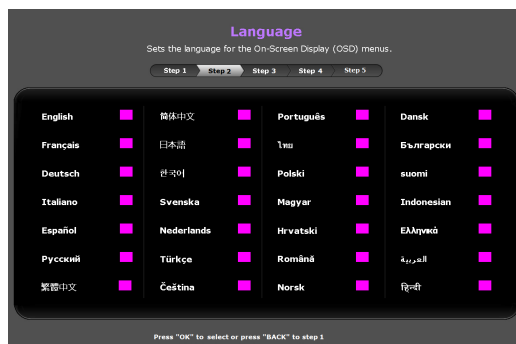 Language
Sets the language for the On-Screen Display (OSD) menus.
Step 1 Step 2 Step 3 Step 4 Step 5
English 简体中文 Português Dansk
Français 日本語 ไทย Български
Deutsch 한국어 Polski suomi
Italiano Svenska Magyar Indonesian
Español Nederlands Hrvatski Ελληνικά
Русский Türkçe Română العربية
繁體中文 Čeština Norsk हिन्दी
Press "OK" to select or press "BACK" to step 1